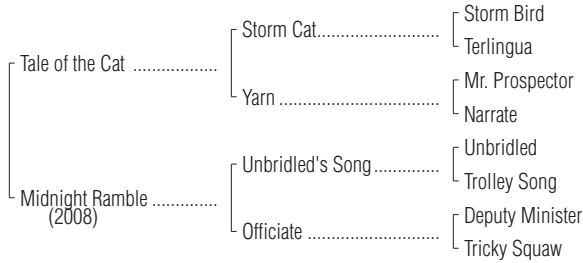 Storm Bird
Storm Cat........................
Terlingua
Tale of the Cat ................
Mr. Prospector
Yarn ................................
Narrate
Unbridled
Unbridled's Song.............
Trolley Song
Midnight Ramble .............
(2008)
Deputy Minister
Officiate ..........................
Tricky Squaw